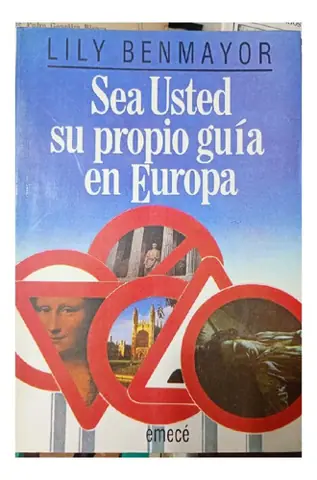 LILY BENMAYOR
Sea Usted
su propio guía
en Europa
emecé